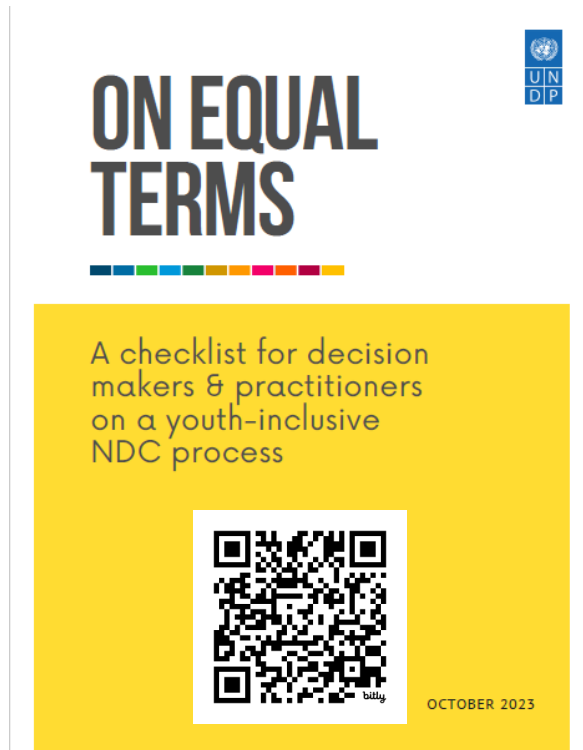 ON EQUAL
TERMS
U N
D P
A checklist for decision
makers & practitioners
on a youth-inclusive
NDC process
bitly
OCTOBER 2023